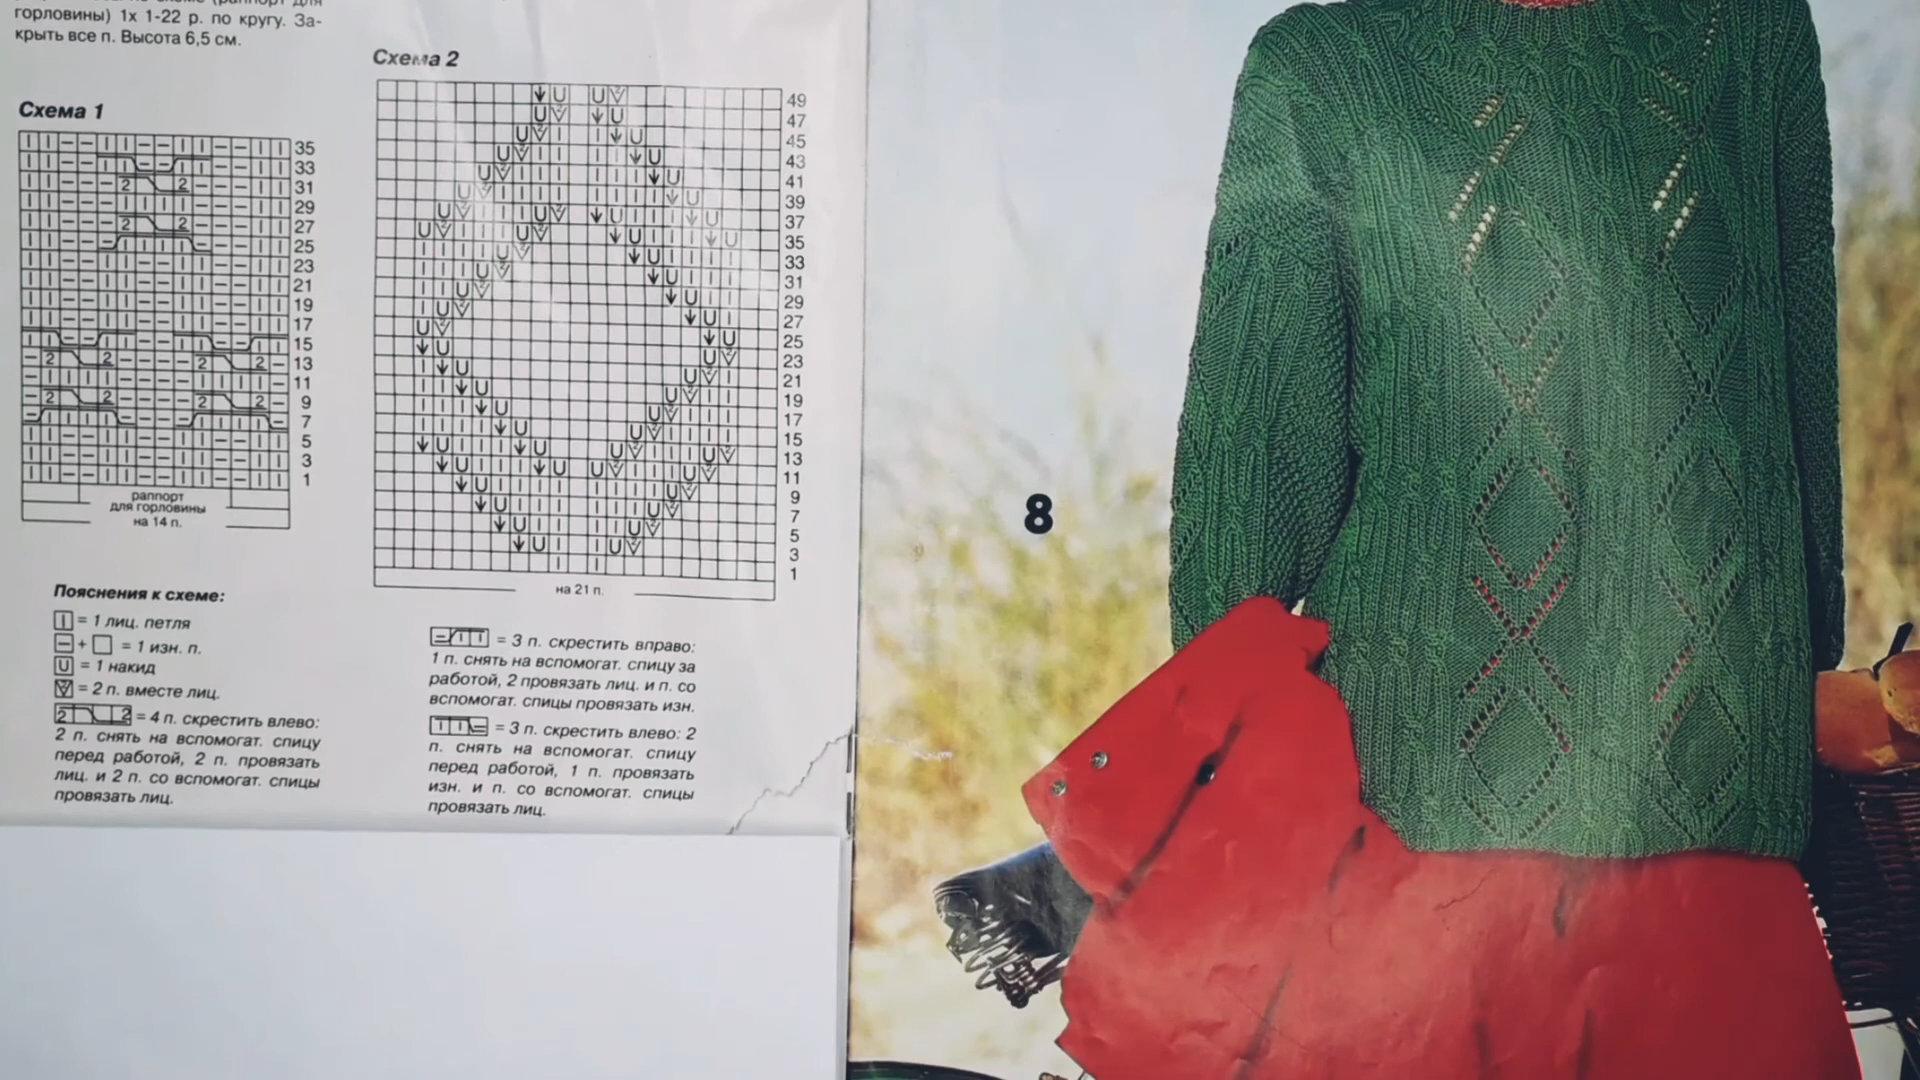 горловины) 1х 1-22 р. по кругу. За-
крыть все п. Высота 6,5 см.
Схема 1
35
33
31
29
27
25
23
21
19
17
15
13
11
9
7
5
3
1
раппорт
для горловины
на 14 п.
Схема 2
49
47
45
43
41
39
37
35
33
31
29
27
25
23
21
19
17
15
13
11
9
7
5
3
1
на 21 п.
Пояснения к схеме:
= 1 лиц. петля
+ = 1 изн. п.
= 1 накид
= 2 п. вместе лиц.
= 4 п. скрестить влево:
2 п. снять на вспомогат. спицу
перед работой, 2 п. провязать
лиц. и 2 п. со вспомогат. спицы
провязать лиц.
= 3 п. скрестить вправо:
1 п. снять на вспомогат. спицу за
работой, 2 провязать лиц. и п. со
вспомогат. спицы провязать изн.
= 3 п. скрестить влево: 2
п. снять на вспомогат. спицу
перед работой, 1 п. провязать
изн. и п. со вспомогат. спицы
провязать лиц.
8